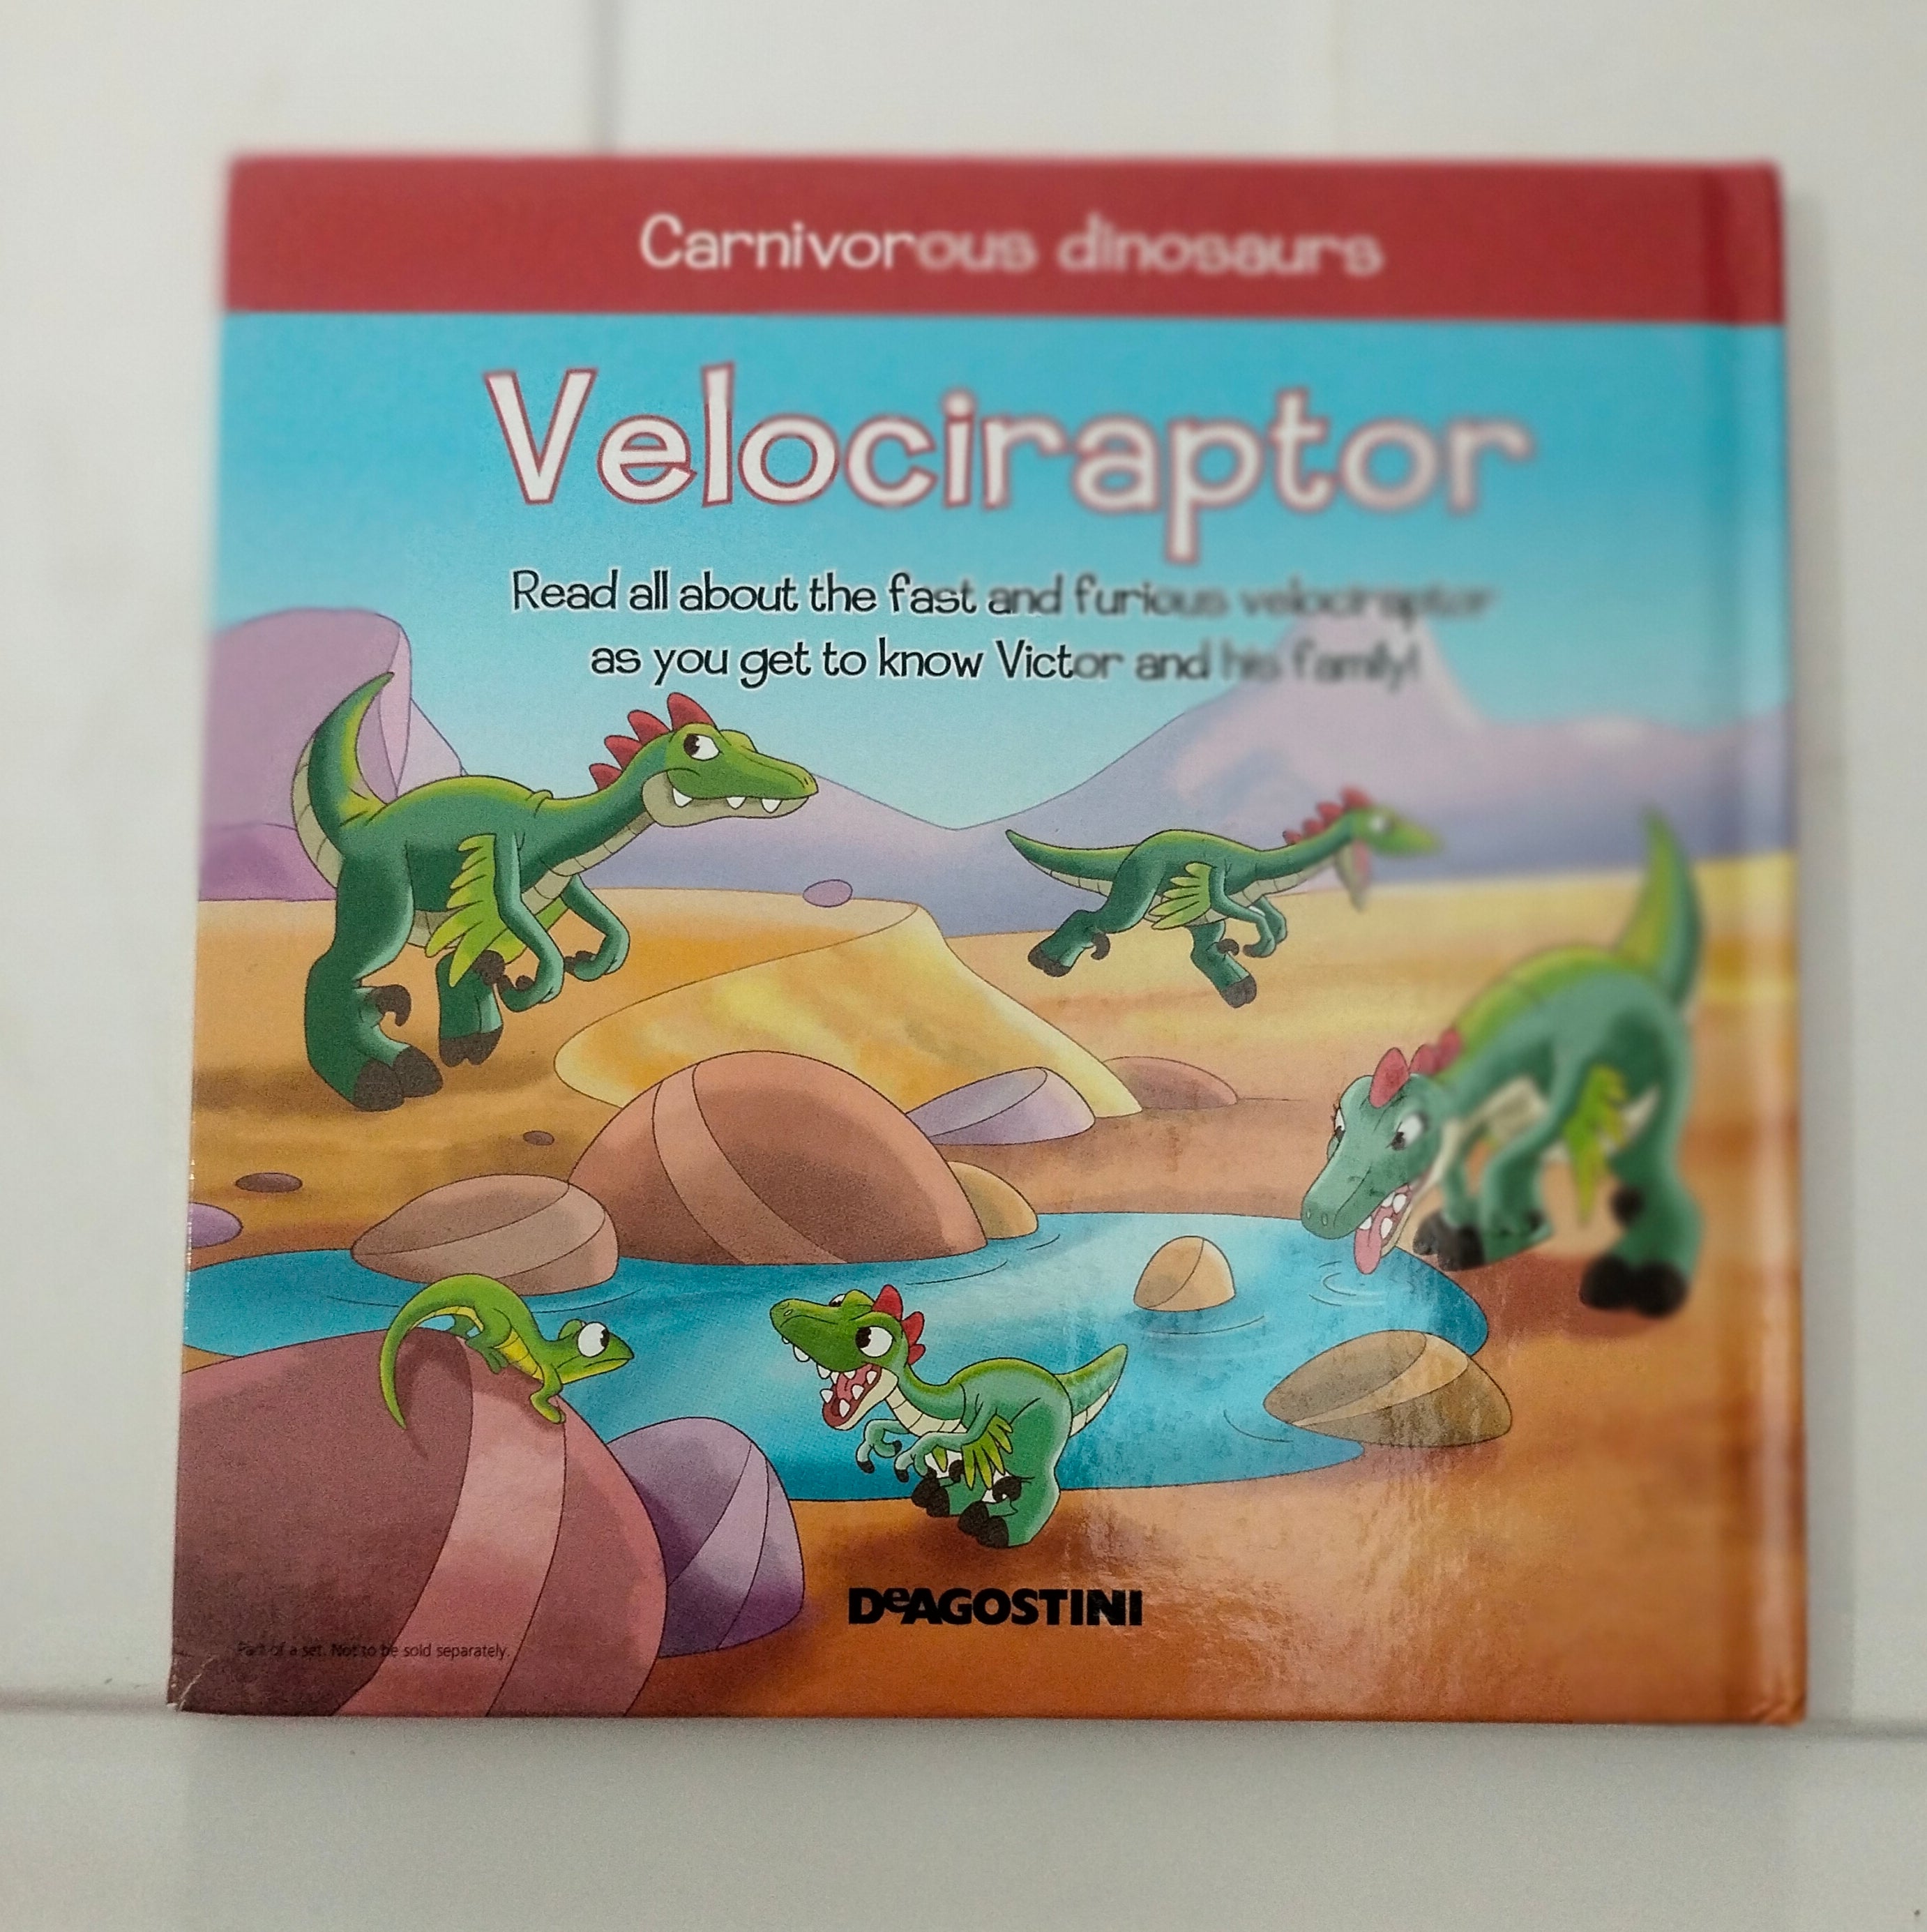 Carnivorous dinosaurs
Velociraptor
Read all about the fast and furious velociraptor
as you get to know Victor and his family!
DeAGOSTINI
Part of a set. Not to be sold separately.